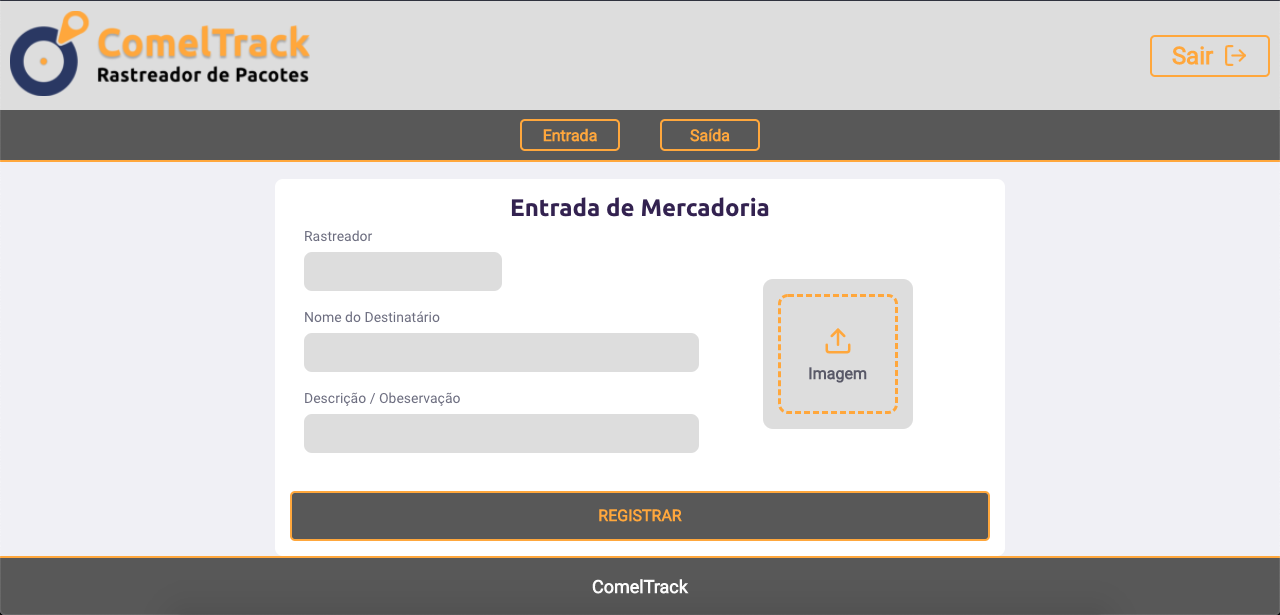 ComelTrack
Rastreador de Pacotes
Sair
Entrada
Saída
Entrada de Mercadoria
Rastreador
Nome do Destinatário
Descrição / Obeservação
Imagem
REGISTRAR
ComelTrack